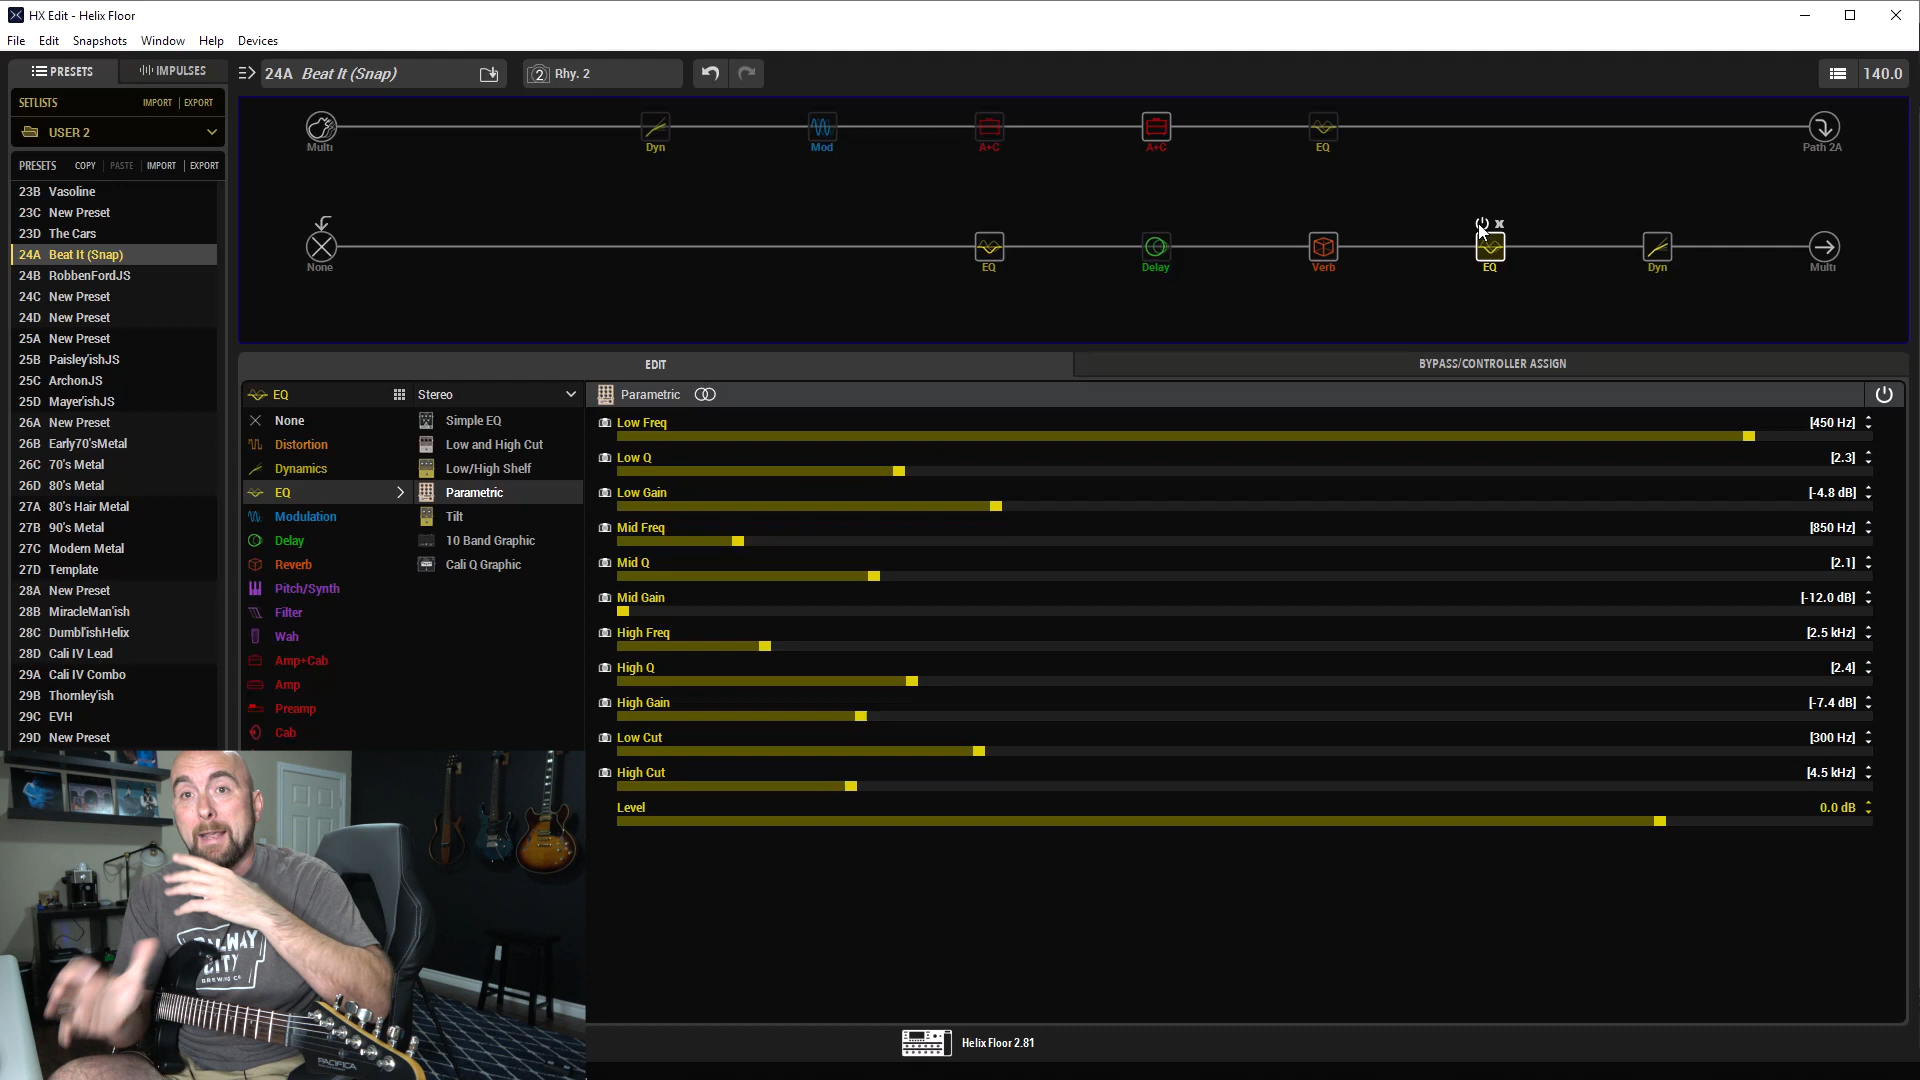 HX Edit - Helix Floor
File Edit Snapshots Window Help Devices
PRESETS IMPULSES
24A Beat It (Snap)
2 Rhy. 2
140.0
SETLISTS IMPORT | EXPORT
USER 2
PRESETS COPY PASTE IMPORT | EXPORT
23B Vasoline
23C New Preset
23D The Cars
24A Beat It (Snap)
24B RobbenFordJS
24C New Preset
24D New Preset
25A New Preset
25B Paisley'ishJS
25C ArchonJS
25D Mayer'ishJS
26A New Preset
26B Early70'sMetal
26C 70's Metal
26D 80's Metal
27A 80's Hair Metal
27B 90's Metal
27C Modern Metal
27D Template
28A New Preset
28B MiracleMan'ish
28C Dumbl'ishHelix
28D Cali IV Lead
29A Cali IV Combo
29B Thornley'ish
29C EVH
29D New Preset
Multi Dyn Mod A+C A+C EQ Path 2A
None EQ Delay Verb EQ Dyn Multi
EDIT BYPASS/CONTROLLER ASSIGN
EQ
None
Distortion
Dynamics
EQ
Modulation
Delay
Reverb
Pitch/Synth
Filter
Wah
Amp+Cab
Amp
Preamp
Cab
Stereo
Simple EQ
Low and High Cut
Low/High Shelf
Parametric
Tilt
10 Band Graphic
Cali Q Graphic
Parametric
Low Freq [450 Hz]
Low Q [2.3]
Low Gain [-4.8 dB]
Mid Freq [850 Hz]
Mid Q [2.1]
Mid Gain [-12.0 dB]
High Freq [2.5 kHz]
High Q [2.4]
High Gain [-7.4 dB]
Low Cut [300 Hz]
High Cut [4.5 kHz]
Level 0.0 dB
Helix Floor 2.81
CITY
BREWING CO.
PACIFICA